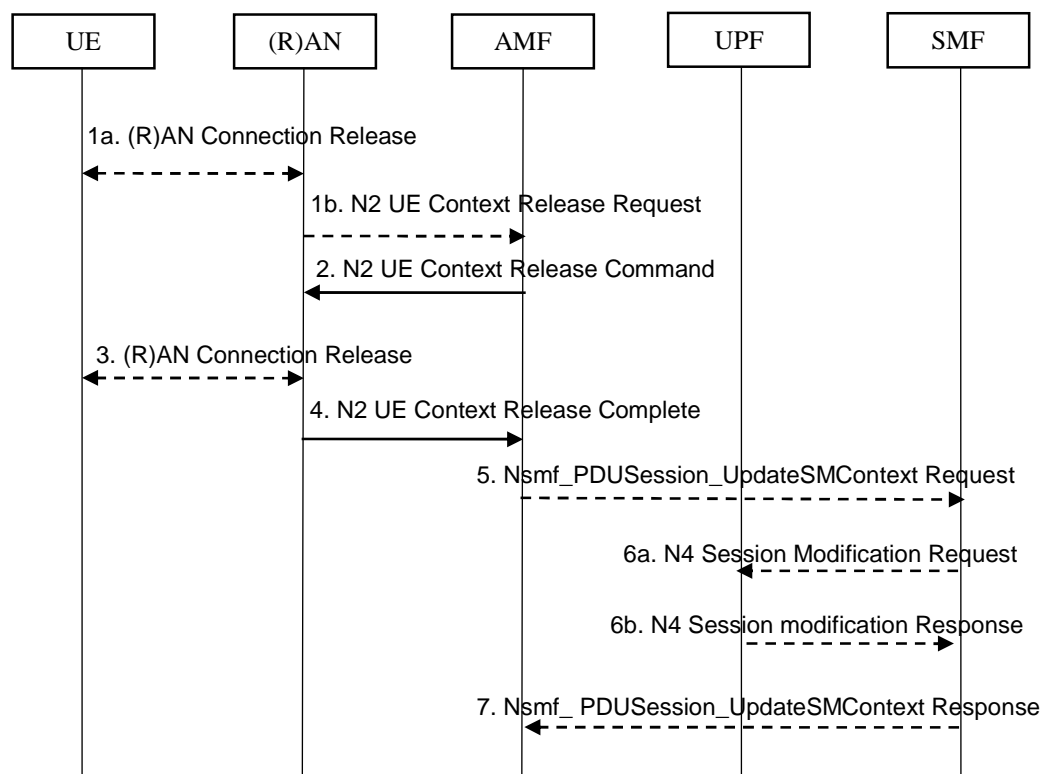 UE
(R)AN
AMF
UPF
SMF
1a. (R)AN Connection Release
1b. N2 UE Context Release Request
2. N2 UE Context Release Command
3. (R)AN Connection Release
4. N2 UE Context Release Complete
5. Nsmf_PDUSession_UpdateSMContext Request
6a. N4 Session Modification Request
6b. N4 Session modification Response
7. Nsmf_ PDUSession_UpdateSMContext Response